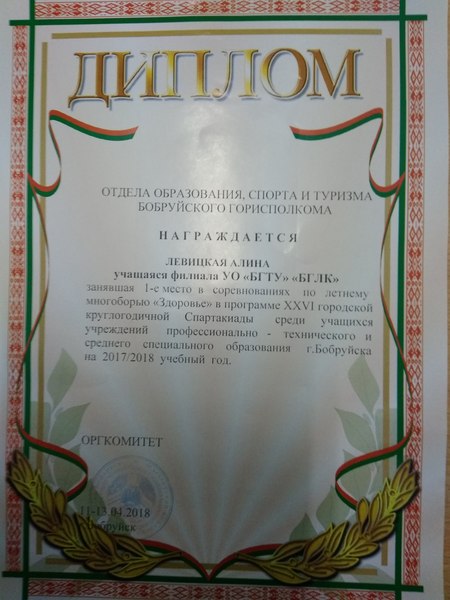 ДИПЛОМ
ОТДЕЛА ОБРАЗОВАНИЯ, СПОРТА И ТУРИЗМА
БОБРУЙСКОГО ГОРИСПОЛКОМА
НАГРАЖДАЕТСЯ
ЛЕВИЦКАЯ АЛИНА
учащаяся филиала УО «БГТУ» «БГЛК»
занявшая 1-е место в соревнованиях по летнему
многоборью «Здоровье» в программе XXVI городской
круглогодичной Спартакиады среди учащихся
учреждений профессионально - технического и
среднего специального образования г.Бобруйска
на 2017/2018 учебный год.
ОРГКОМИТЕТ
11-13.04.2018
Бобруйск